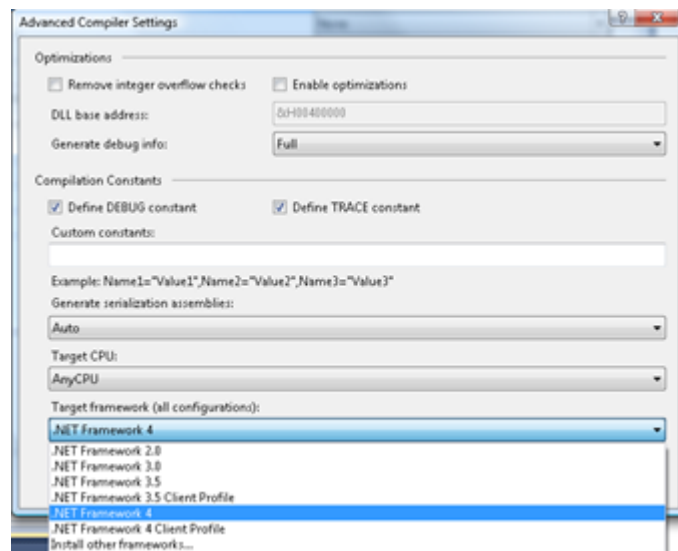 Advanced Compiler Settings
Optimizations
Remove integer overflow checks Enable optimizations
DLL base address: &H00400000
Generate debug info: Full
Compilation Constants
Define DEBUG constant Define TRACE constant
Custom constants:
Example: Name1="Value1",Name2="Value2",Name3="Value3"
Generate serialization assemblies:
Auto
Target CPU:
AnyCPU
Target framework (all configurations):
.NET Framework 4
.NET Framework 2.0
.NET Framework 3.0
.NET Framework 3.5
.NET Framework 3.5 Client Profile
.NET Framework 4
.NET Framework 4 Client Profile
Install other frameworks...